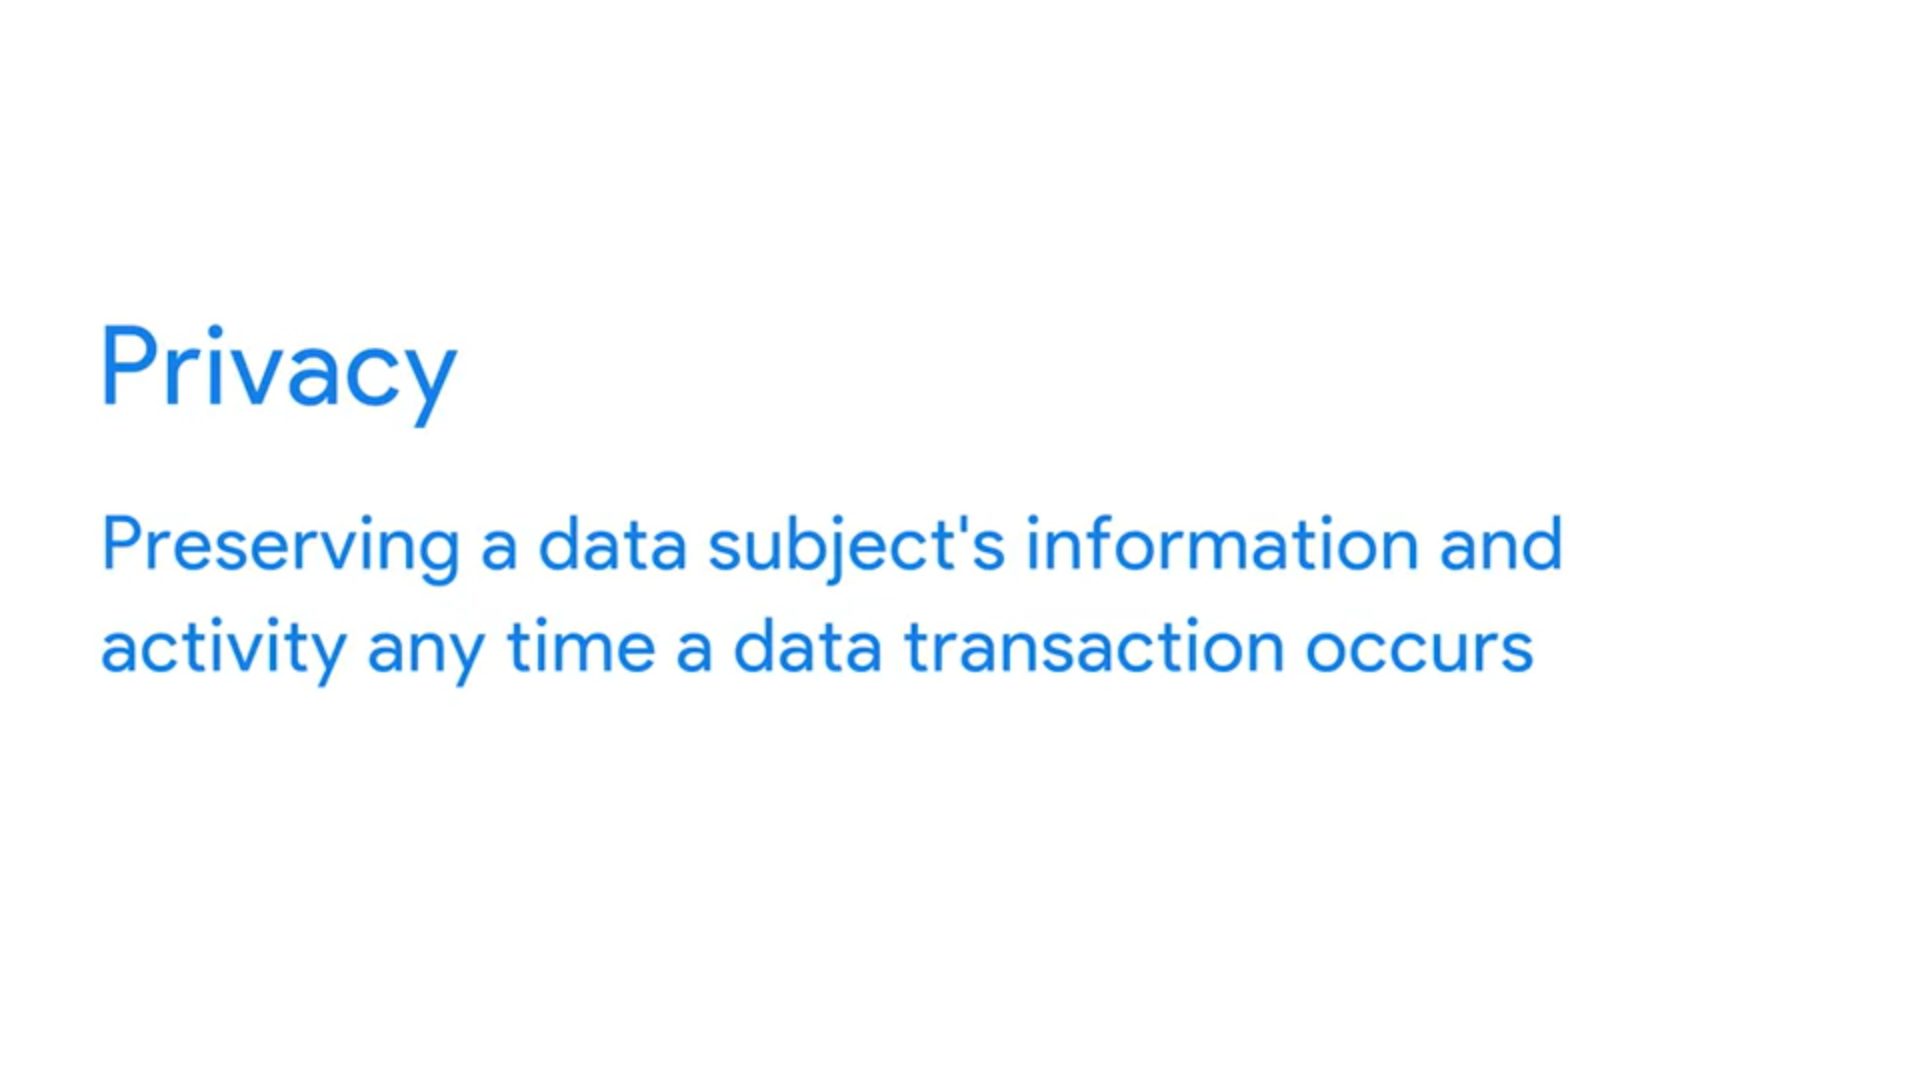 Privacy
Preserving a data subject's information and
activity any time a data transaction occurs